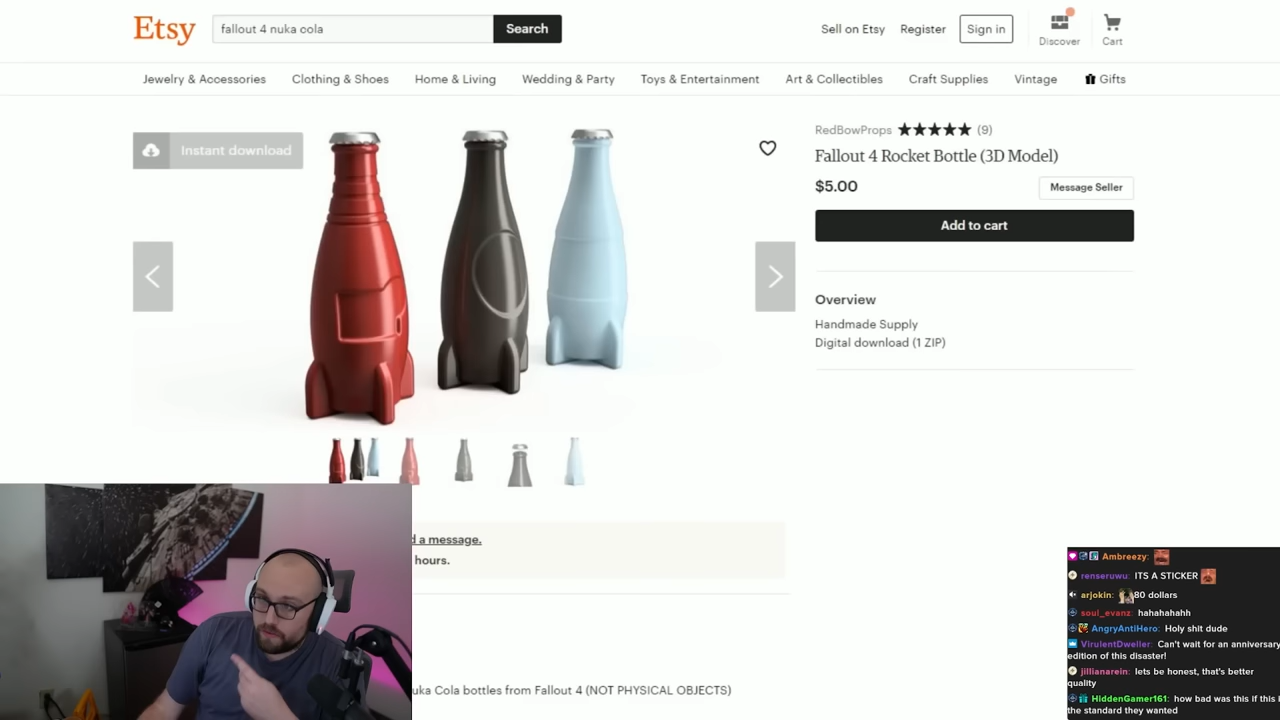 Etsy
fallout 4 nuka cola
Search
Sell on Etsy
Register
Sign in
Discover
Cart
Jewelry & Accessories
Clothing & Shoes
Home & Living
Wedding & Party
Toys & Entertainment
Art & Collectibles
Craft Supplies
Vintage
Gifts
Instant download
RedBowProps ★★★★★ (9)
Fallout 4 Rocket Bottle (3D Model)
$5.00
Message Seller
Add to cart
Overview
Handmade Supply
Digital download (1 ZIP)
d a message.
hours.
uka Cola bottles from Fallout 4 (NOT PHYSICAL OBJECTS)
Ambreezy:
renseruwu: ITS A STICKER
arjokin: 80 dollars
soul_evanz: hahahahahh
AngryAntiHero: Holy shit dude
VirulentDweller: Can't wait for an anniversary
edition of this disaster!
jillianarein: lets be honest, that's better
quality
HiddenGamer161: how bad was this if this i
the standard they wanted